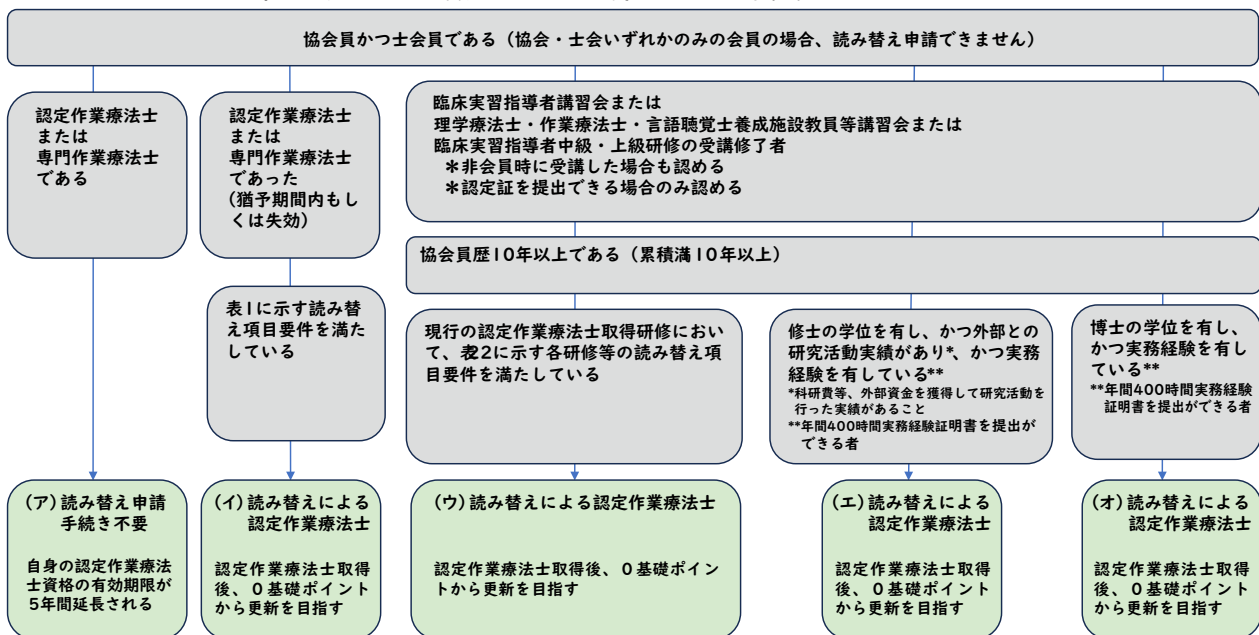 協会員かつ士会員である（協会・士会いずれかのみの会員の場合、読み替え申請できません）
認定作業療法士
または
専門作業療法士
である
認定作業療法士
または
専門作業療法士
であった
(猶予期間内もし
くは失効)
臨床実習指導者講習会または
理学療法士・作業療法士・言語聴覚士養成施設教員等講習会または
臨床実習指導者中級・上級研修の受講修了者
＊非会員時に受講した場合も認める
＊認定証を提出できる場合のみ認める
協会員歴10年以上である（累積満10年以上）
表1に示す読み替
え項目要件を満た
している
現行の認定作業療法士取得研修におい
て、表2に示す各研修等の読み替え項
目要件を満たしている
修士の学位を有し、かつ外部との
研究活動実績があり*、かつ実務
経験を有している**
*科研費等、外部資金を獲得して研究活動を
行った実績があること
**年間400時間実務経験証明書を提出が
できる者
博士の学位を有し、
かつ実務経験を有し
ている**
**年間400時間実務経験
証明書を提出ができる者
(ア)読み替え申請
手続き不要
自身の認定作業療法
士資格の有効期限が
5年間延長される
(イ)読み替えによる
認定作業療法士
認定作業療法士取得
後、0基礎ポイント
から更新を目指す
(ウ)読み替えによる認定作業療法士
認定作業療法士取得後、0基礎ポイン
トから更新を目指す
(エ)読み替えによる
認定作業療法士
認定作業療法士取得
後、0基礎ポイント
から更新を目指す
(オ)読み替えによる
認定作業療法士
認定作業療法士取得
後、0基礎ポイント
から更新を目指す